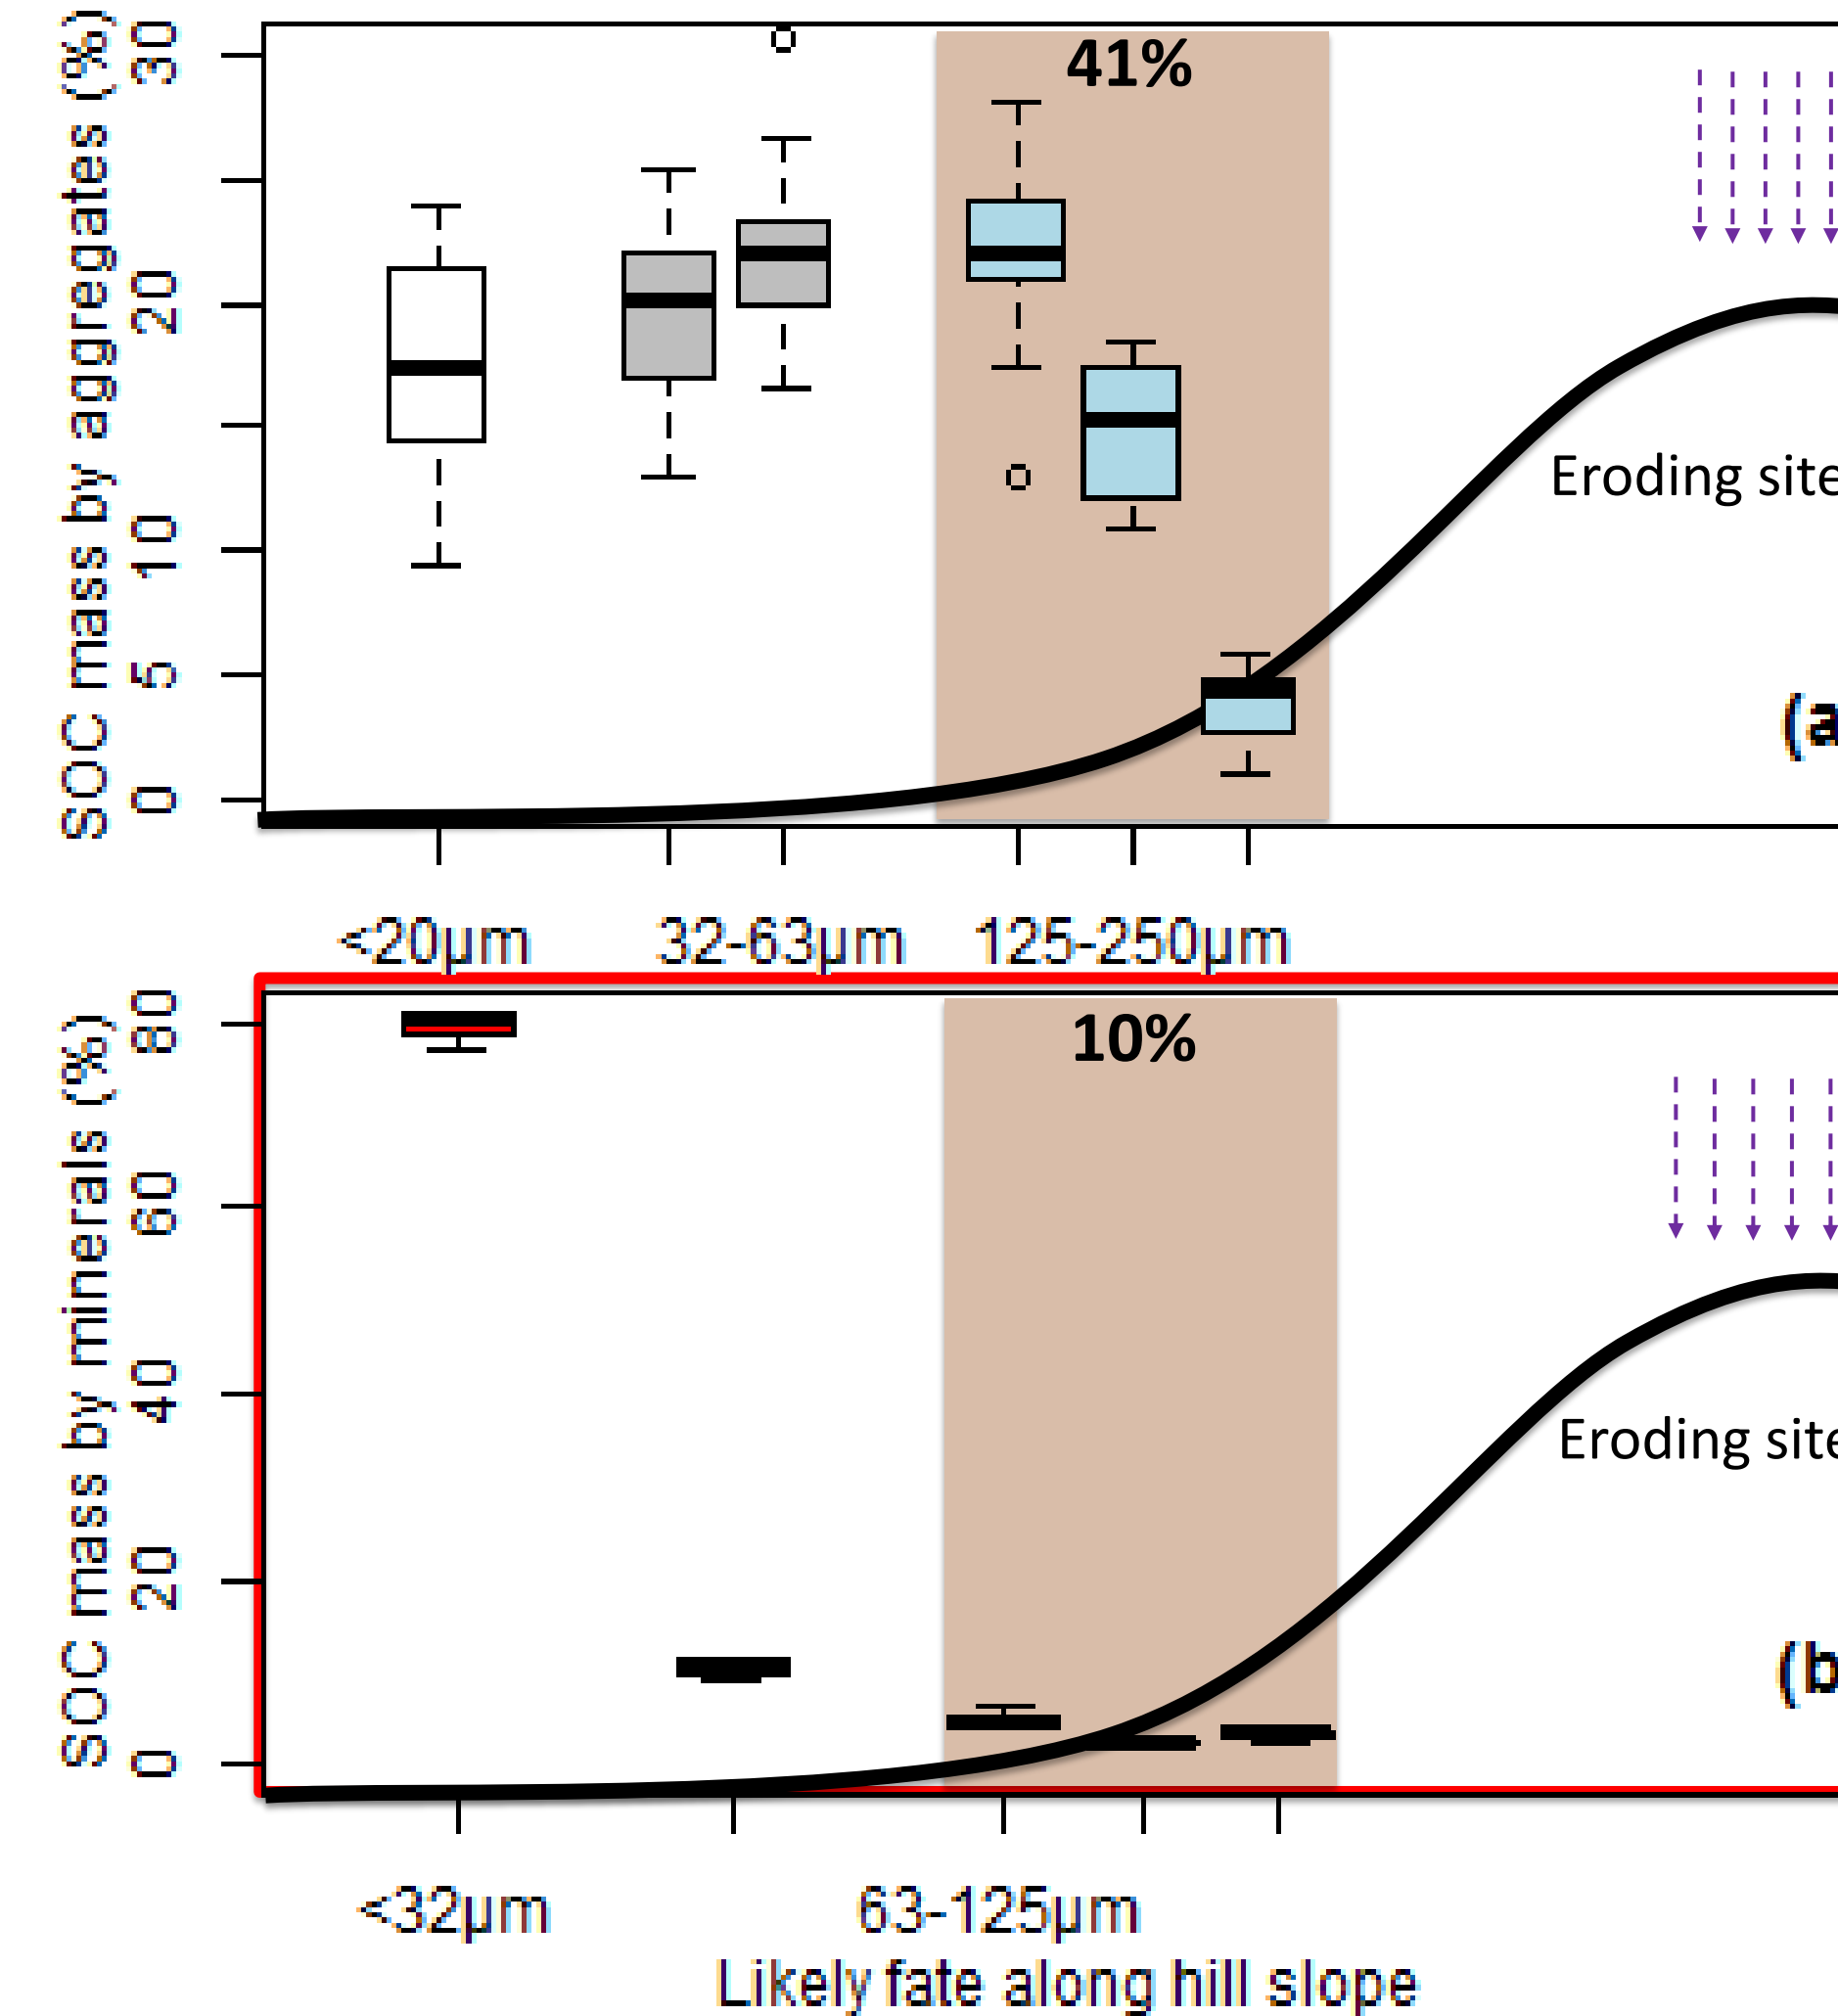 SOC mass by aggregates (%)
30
20
10
5
0
41%
Eroding site
(a
<20μm
32-63μm
125-250μm
SOC mass by minerals (%)
80
60
40
20
0
10%
Eroding site
(b
<32μm
63-125μm
Likely fate along hill slope